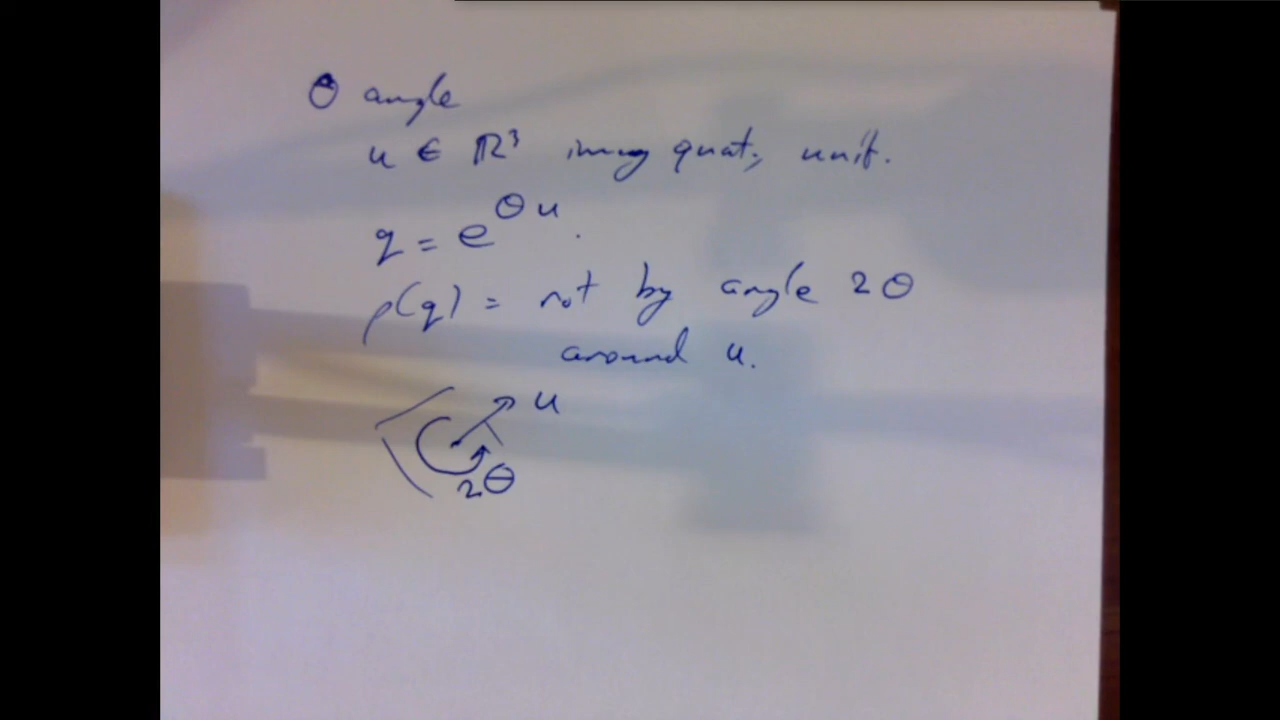 θ angle
u ∈ ℝ³ imag quat, unit.
q = e^{θu}.
ρ(q) = rot by angle 2θ
around u.
u
2θ